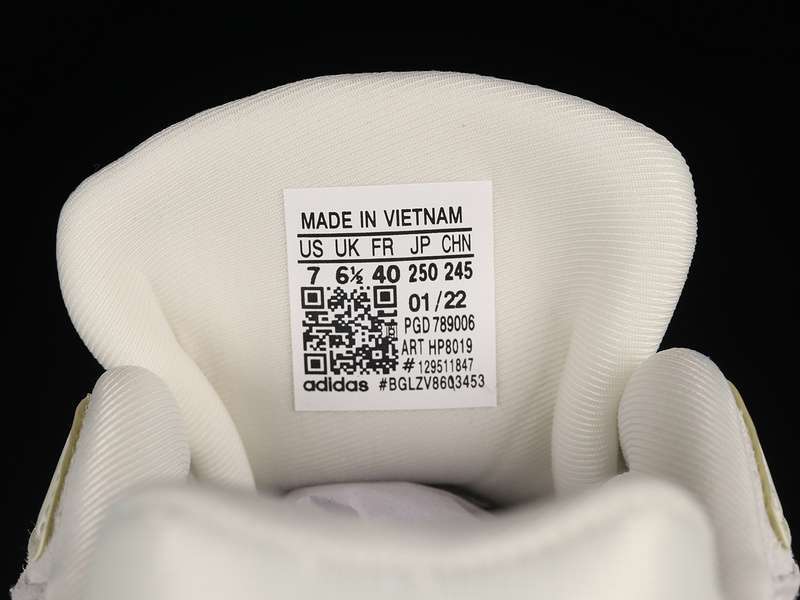 MADE IN VIETNAM
US UK FR JP CHN
7 6½ 40 250 245
01/22
PGD 789006
ART HP8019
# 129511847
adidas #BGLZV8603453